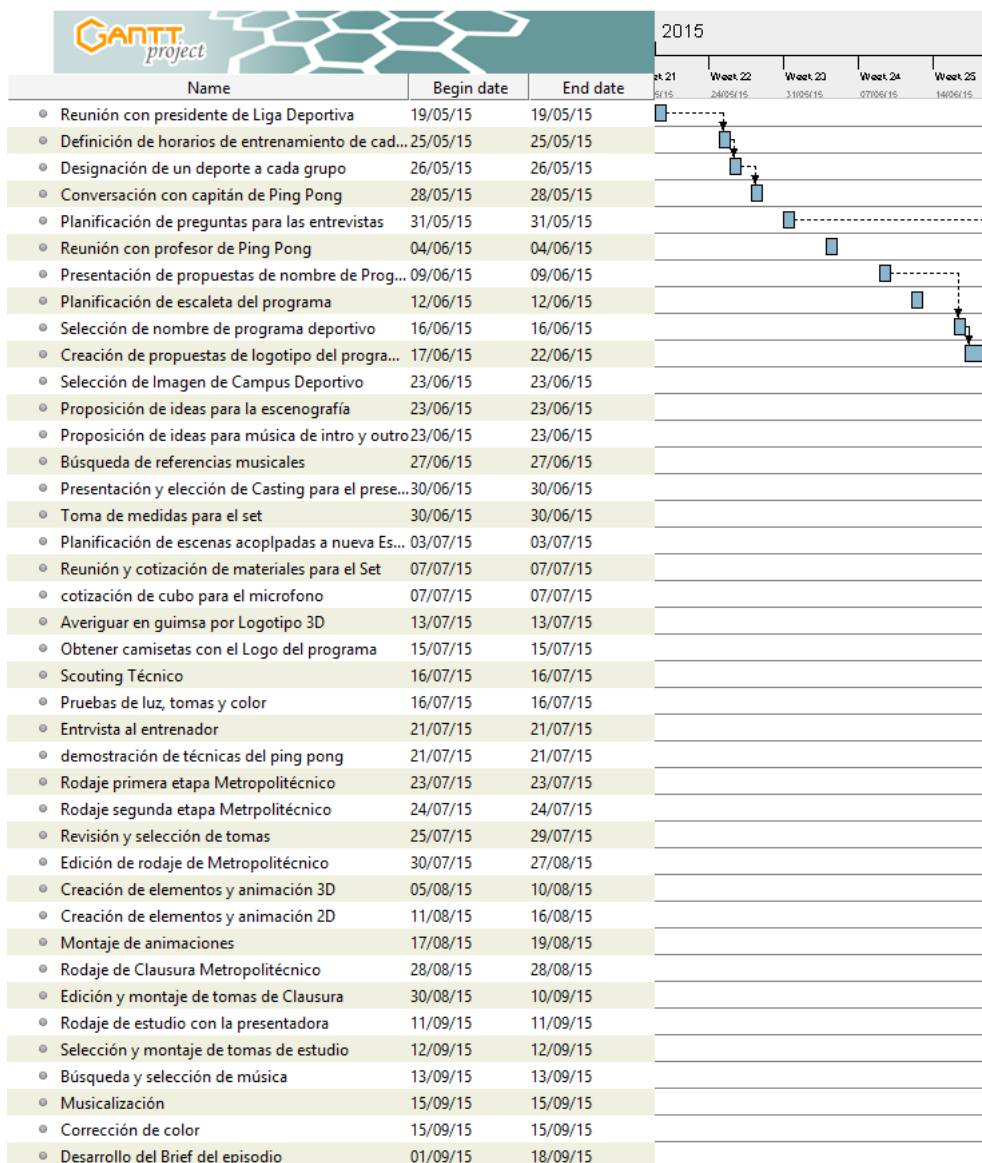 GANTT
project
2015
Week 22 Week 23 Week 24 Week 25
24/05/15 31/05/15 07/06/15 14/06/15
Name Begin date End date
Reunión con presidente de Liga Deportiva 19/05/15 19/05/15
Definición de horarios de entrenamiento de cad... 25/05/15 25/05/15
Designación de un deporte a cada grupo 26/05/15 26/05/15
Conversación con capitán de Ping Pong 28/05/15 28/05/15
Planificación de preguntas para las entrevistas 31/05/15 31/05/15
Reunión con profesor de Ping Pong 04/06/15 04/06/15
Presentación de propuestas de nombre de Prog... 09/06/15 09/06/15
Planificación de escaleta del programa 12/06/15 12/06/15
Selección de nombre de programa deportivo 16/06/15 16/06/15
Creación de propuestas de logotipo del progra... 17/06/15 22/06/15
Selección de Imagen de Campus Deportivo 23/06/15 23/06/15
Proposición de ideas para la escenografía 23/06/15 23/06/15
Proposición de ideas para música de intro y outro 23/06/15 23/06/15
Búsqueda de referencias musicales 27/06/15 27/06/15
Presentación y elección de Casting para el prese... 30/06/15 30/06/15
Toma de medidas para el set 30/06/15 30/06/15
Planificación de escenas acoplpadas a nueva Es... 03/07/15 03/07/15
Reunión y cotización de materiales para el Set 07/07/15 07/07/15
cotización de cubo para el microfono 07/07/15 07/07/15
Averiguar en guimsa por Logotipo 3D 13/07/15 13/07/15
Obtener camisetas con el Logo del programa 15/07/15 15/07/15
Scouting Técnico 16/07/15 16/07/15
Pruebas de luz, tomas y color 16/07/15 16/07/15
Entrvista al entrenador 21/07/15 21/07/15
demostración de técnicas del ping pong 21/07/15 21/07/15
Rodaje primera etapa Metropolitécnico 23/07/15 23/07/15
Rodaje segunda etapa Metrpolitécnico 24/07/15 24/07/15
Revisión y selección de tomas 25/07/15 29/07/15
Edición de rodaje de Metropolitécnico 30/07/15 27/08/15
Creación de elementos y animación 3D 05/08/15 10/08/15
Creación de elementos y animación 2D 11/08/15 16/08/15
Montaje de animaciones 17/08/15 19/08/15
Rodaje de Clausura Metropolitécnico 28/08/15 28/08/15
Edición y montaje de tomas de Clausura 30/08/15 10/09/15
Rodaje de estudio con la presentadora 11/09/15 11/09/15
Selección y montaje de tomas de estudio 12/09/15 12/09/15
Búsqueda y selección de música 13/09/15 13/09/15
Musicalización 15/09/15 15/09/15
Corrección de color 15/09/15 15/09/15
Desarrollo del Brief del episodio 01/09/15 18/09/15